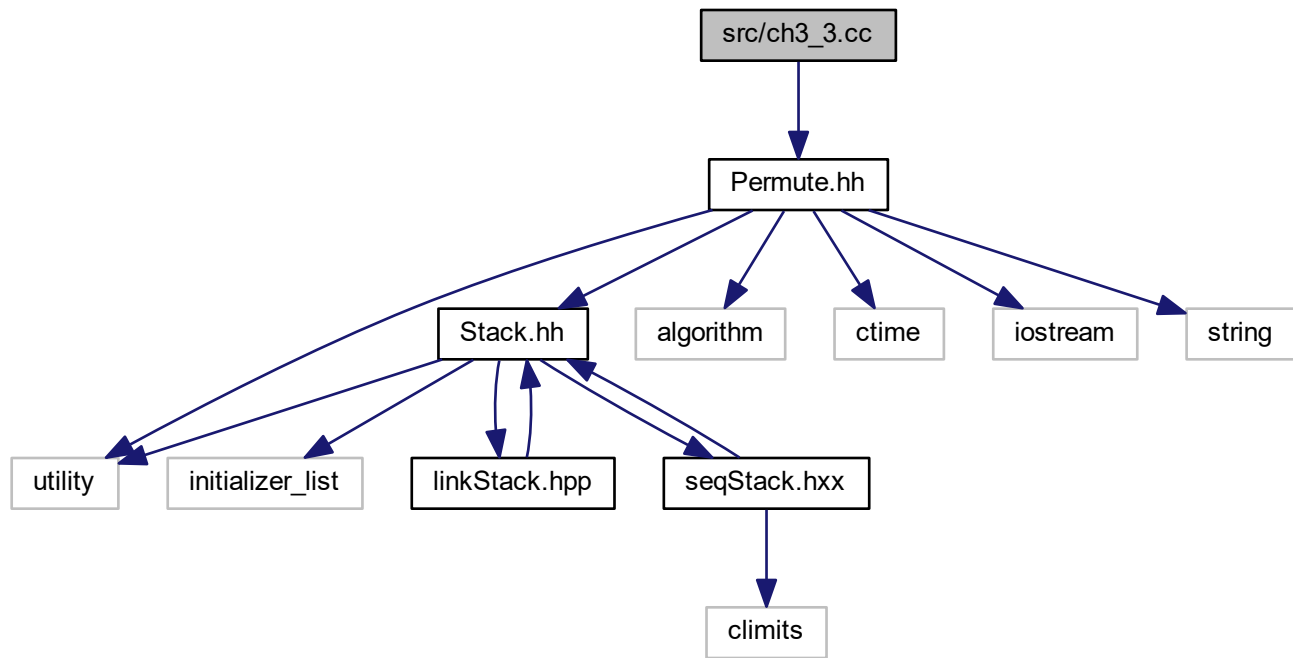 src/ch3_3.cc
Permute.hh
Stack.hh
algorithm
ctime
iostream
string
utility
initializer_list
linkStack.hpp
seqStack.hxx
climits